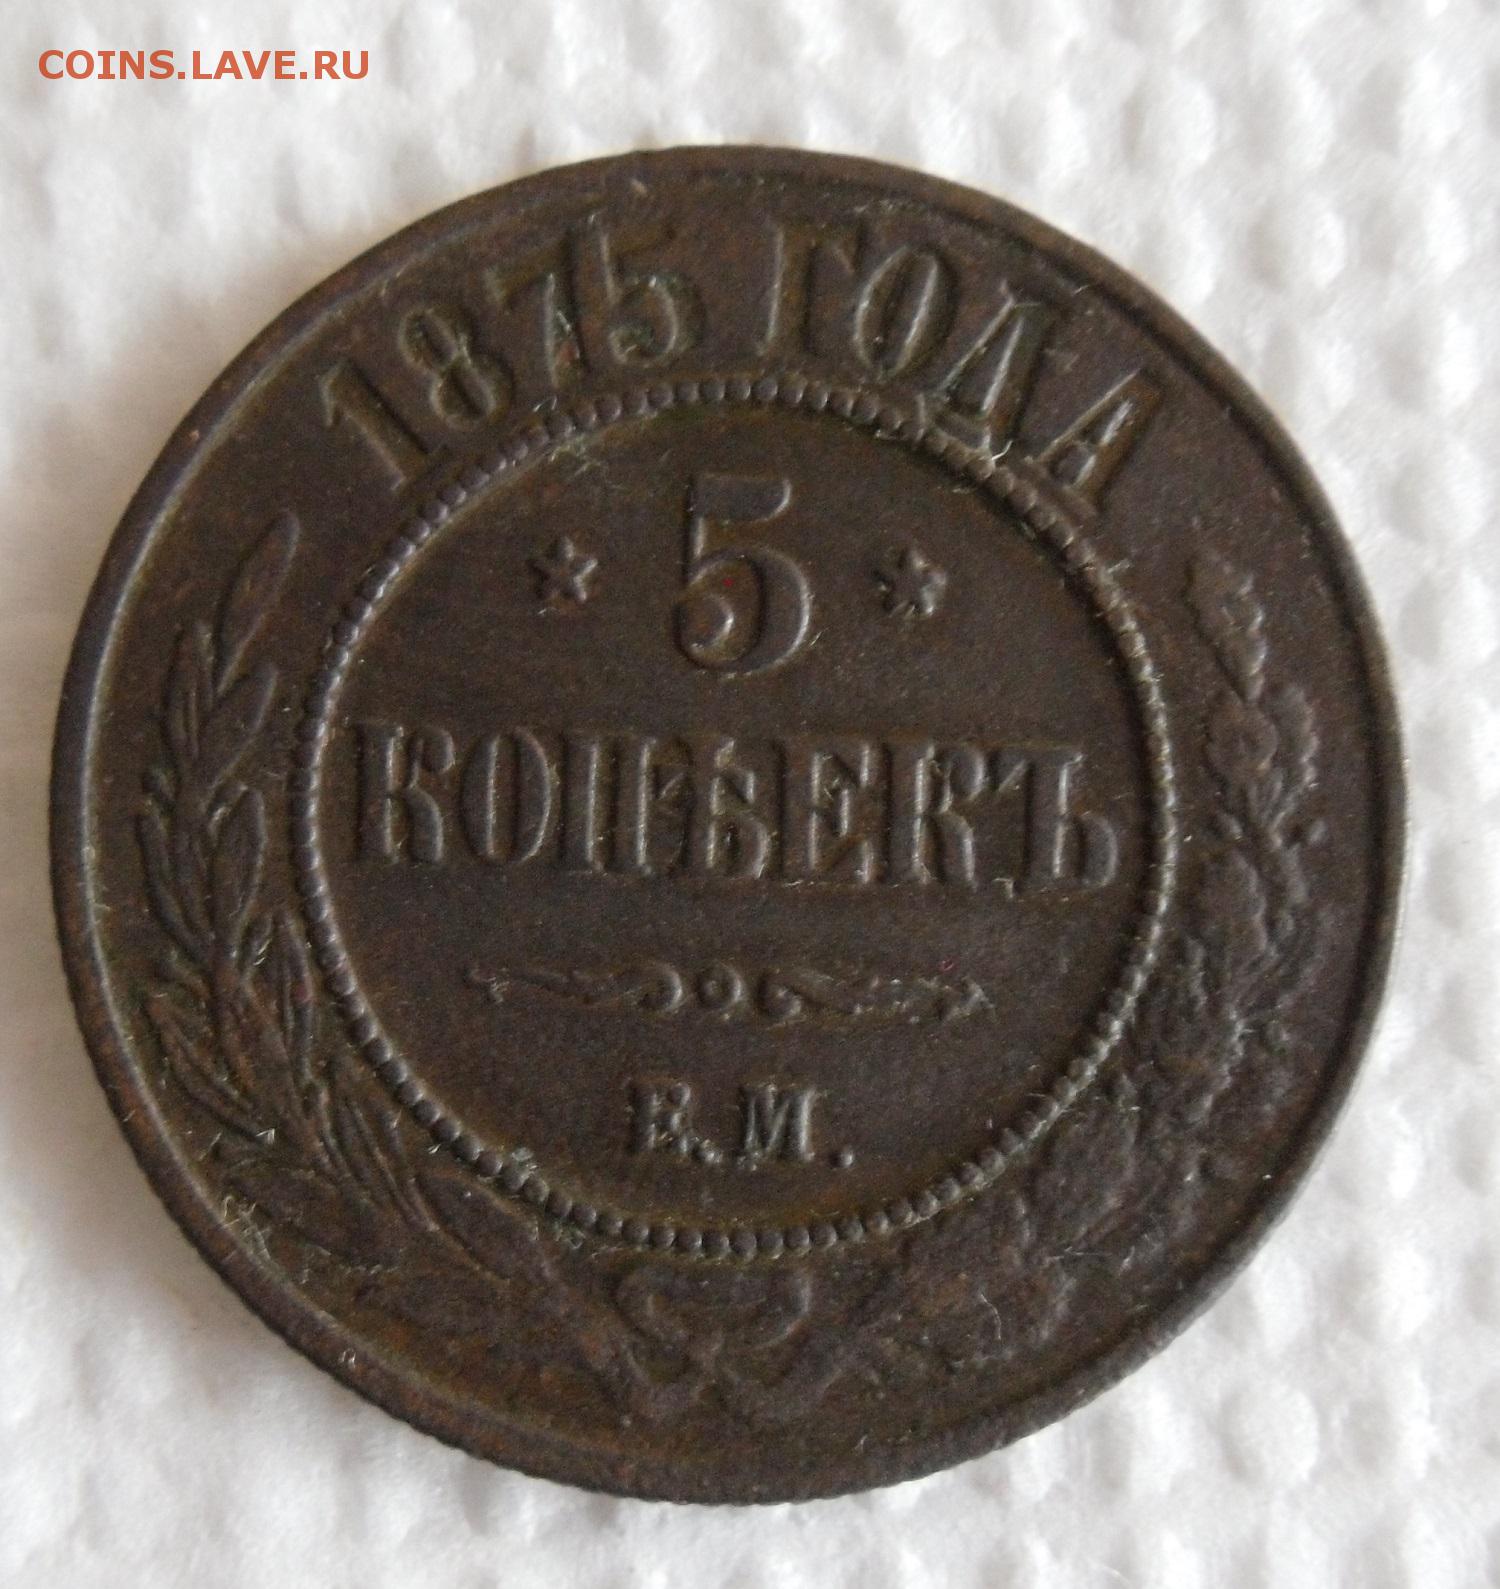 COINS.LAVE.RU
1875 ГОДА
* 5 *
КОПѢЕКЪ
Е.М.